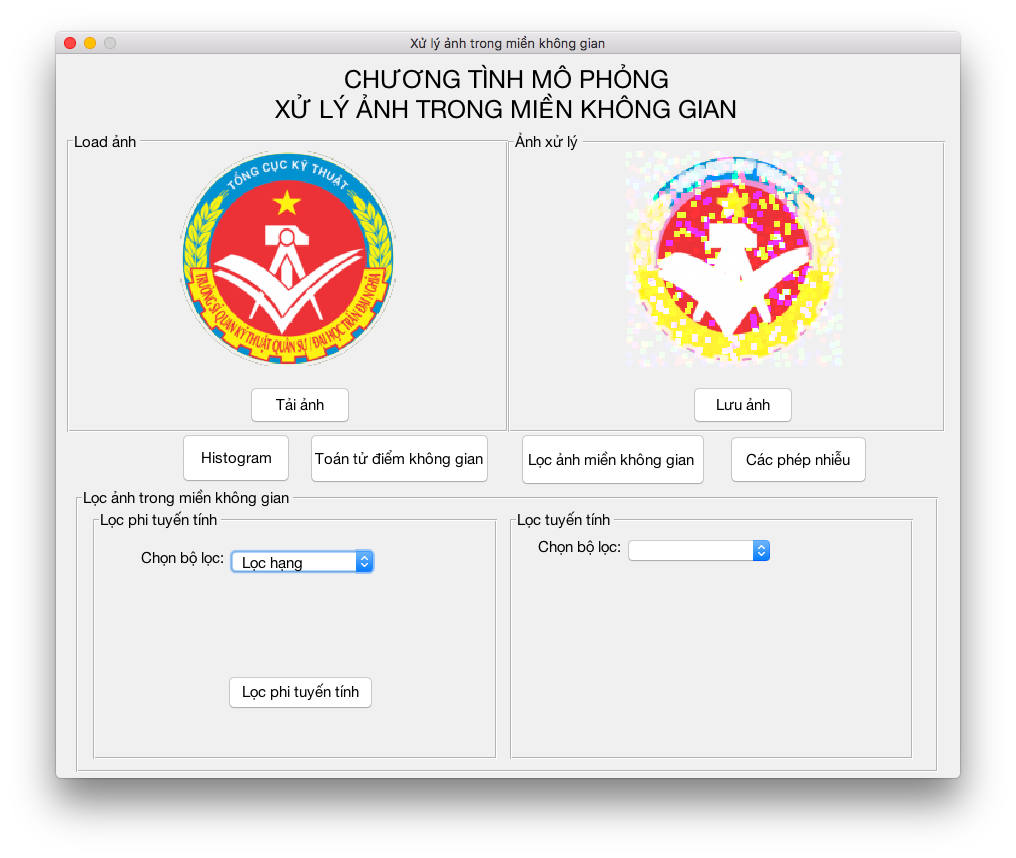 Xử lý ảnh trong miền không gian
CHƯƠNG TÌNH MÔ PHỎNG
XỬ LÝ ẢNH TRONG MIỀN KHÔNG GIAN
Load ảnh
TỔNG CỤC KỸ THUẬT
TRƯỜNG SĨ QUAN KỸ THUẬT QUÂN SỰ / ĐẠI HỌC TRẦN ĐẠI NGHĨA
Tải ảnh
Ảnh xử lý
Lưu ảnh
Histogram
Toán tử điểm không gian
Lọc ảnh miền không gian
Các phép nhiễu
Lọc ảnh trong miền không gian
Lọc phi tuyến tính
Chọn bộ lọc:
Lọc hạng
Lọc phi tuyến tính
Lọc tuyến tính
Chọn bộ lọc: